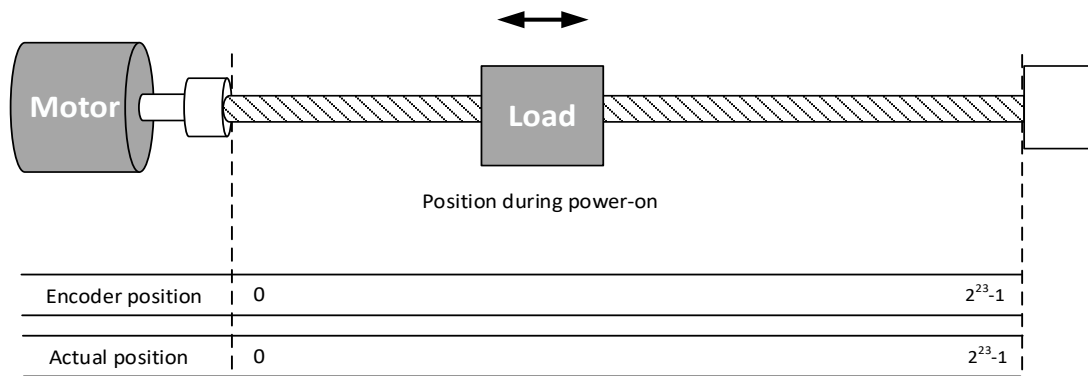 Motor
Load
Position during power-on
Encoder position 0 2²³-1
Actual position 0 2²³-1